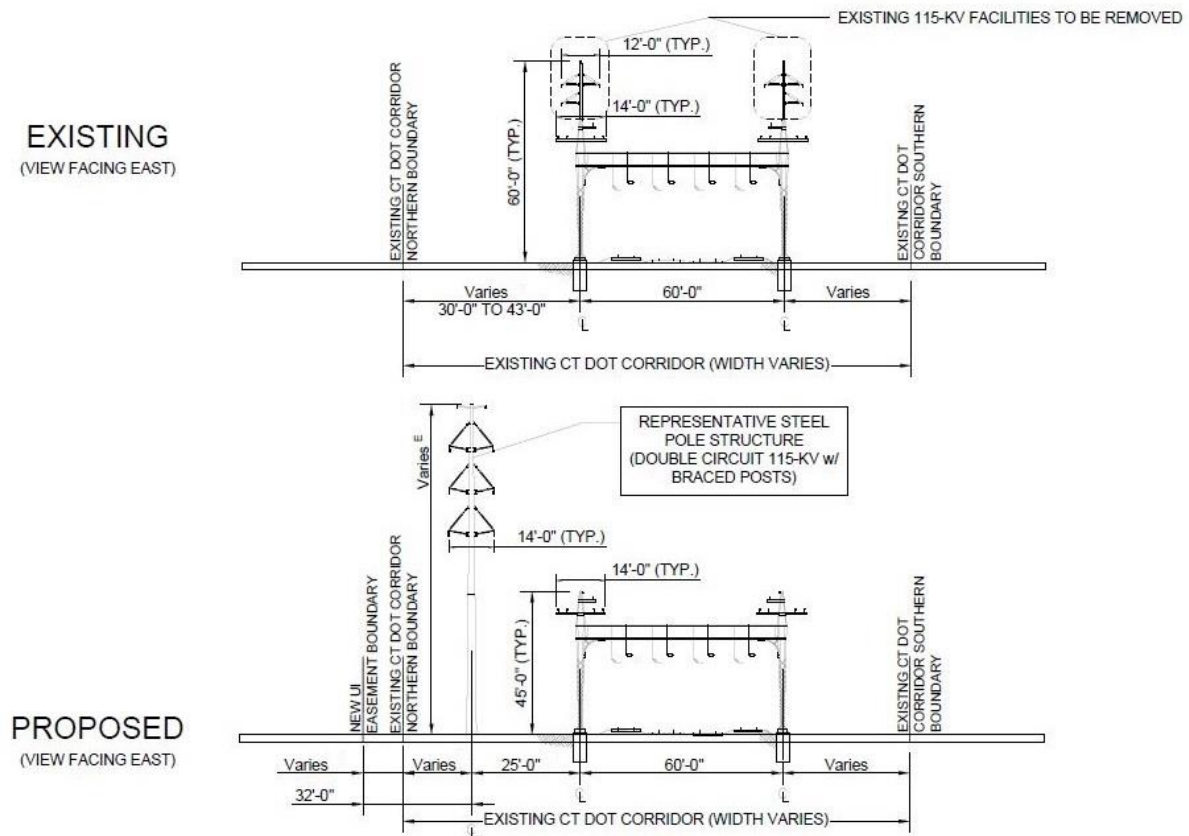 EXISTING 115-KV FACILITIES TO BE REMOVED
12'-0" (TYP.)
14'-0" (TYP.)
60'-0" (TYP.)
EXISTING
(VIEW FACING EAST)
EXISTING CT DOT CORRIDOR
NORTHERN BOUNDARY
EXISTNG CT DOT
CORRIDOR SOUTHERN
BOUNDARY
Varies
30'-0" TO 43'-0"
60'-0"
Varies
L
L
EXISTING CT DOT CORRIDOR (WIDTH VARIES)
Varies E
REPRESENTATIVE STEEL
POLE STRUCTURE
(DOUBLE CIRCUIT 115-KV w/
BRACED POSTS)
14'-0" (TYP.)
14'-0" (TYP.)
45'-0" (TYP.)
PROPOSED
(VIEW FACING EAST)
NEW UI
EASEMENT BOUNDARY
EXISTING CT DOT CORRIDOR
NORTHERN BOUNDARY
EXISTNG CT DOT
CORRIDOR SOUTHERN
BOUNDARY
Varies
Varies
25'-0"
60'-0"
Varies
32'-0"
L
L
EXISTING CT DOT CORRIDOR (WIDTH VARIES)
L